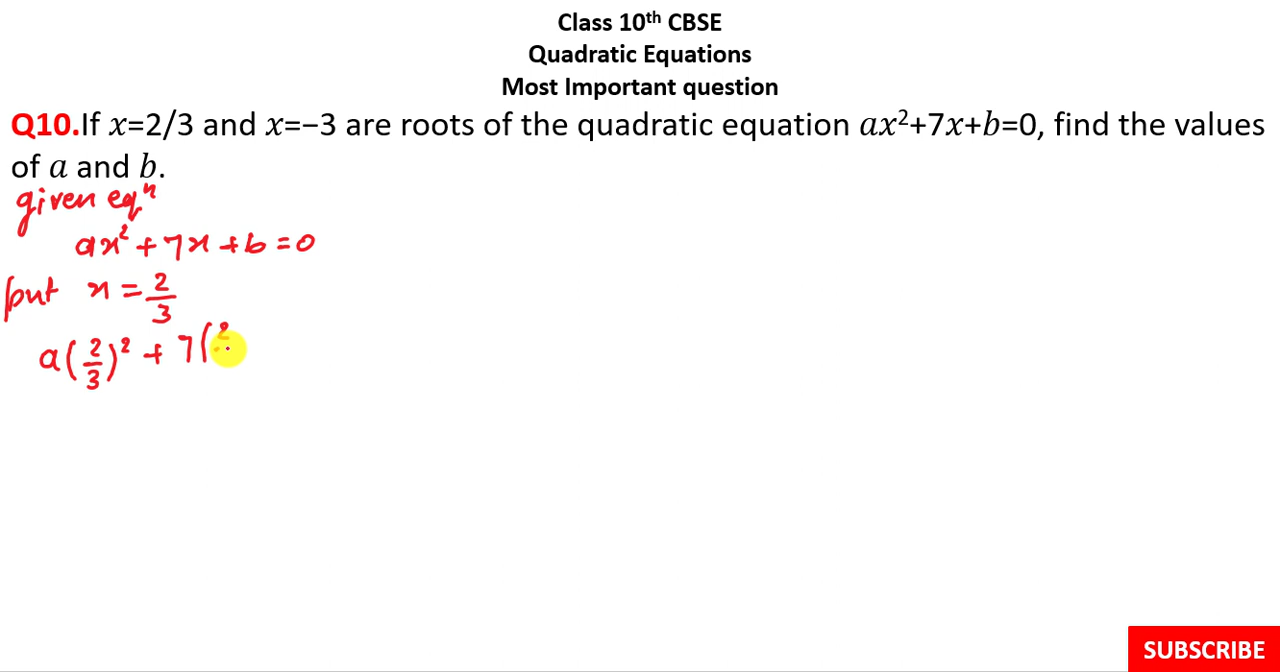 Class 10th CBSE
Quadratic Equations
Most Important question
Q10.If x=2/3 and x=−3 are roots of the quadratic equation ax²+7x+b=0, find the values
of a and b.
given eqⁿ
ax² + 7x + b = 0
put x = 2/3
a(2/3)² + 7(2
SUBSCRIBE